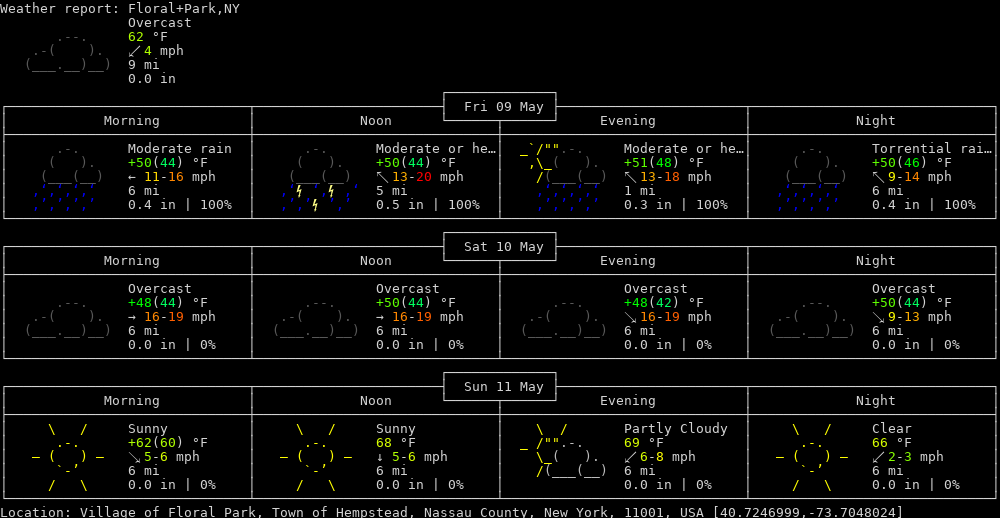 Weather report: Floral+Park,NY
Overcast
62 °F
↙ 4 mph
9 mi
0.0 in
Fri 09 May
Morning Noon Evening Night
Moderate rain Moderate or he… Moderate or he… Torrential rai…
+50(44) °F +50(44) °F +51(48) °F +50(46) °F
← 11-16 mph ↖ 13-20 mph ↖ 13-18 mph ↖ 9-14 mph
6 mi 5 mi 1 mi 6 mi
0.4 in | 100% 0.5 in | 100% 0.3 in | 100% 0.4 in | 100%
Sat 10 May
Morning Noon Evening Night
Overcast Overcast Overcast Overcast
+48(44) °F +50(44) °F +48(42) °F +50(44) °F
→ 16-19 mph → 16-19 mph ↘ 16-19 mph ↘ 9-13 mph
6 mi 6 mi 6 mi 6 mi
0.0 in | 0% 0.0 in | 0% 0.0 in | 0% 0.0 in | 0%
Sun 11 May
Morning Noon Evening Night
Sunny Sunny Partly Cloudy Clear
+62(60) °F 68 °F 69 °F 66 °F
↘ 5-6 mph ↓ 5-6 mph ↙ 6-8 mph ↙ 2-3 mph
6 mi 6 mi 6 mi 6 mi
0.0 in | 0% 0.0 in | 0% 0.0 in | 0% 0.0 in | 0%
Location: Village of Floral Park, Town of Hempstead, Nassau County, New York, 11001, USA [40.7246999,-73.7048024]